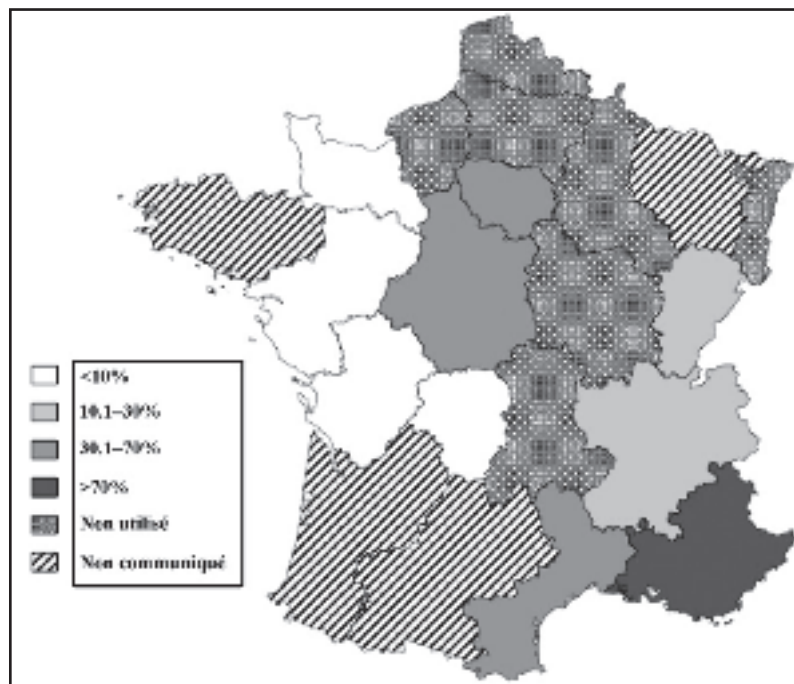 <10%
10.1–30%
30.1–70%
>70%
Non utilisé
Non communiqué